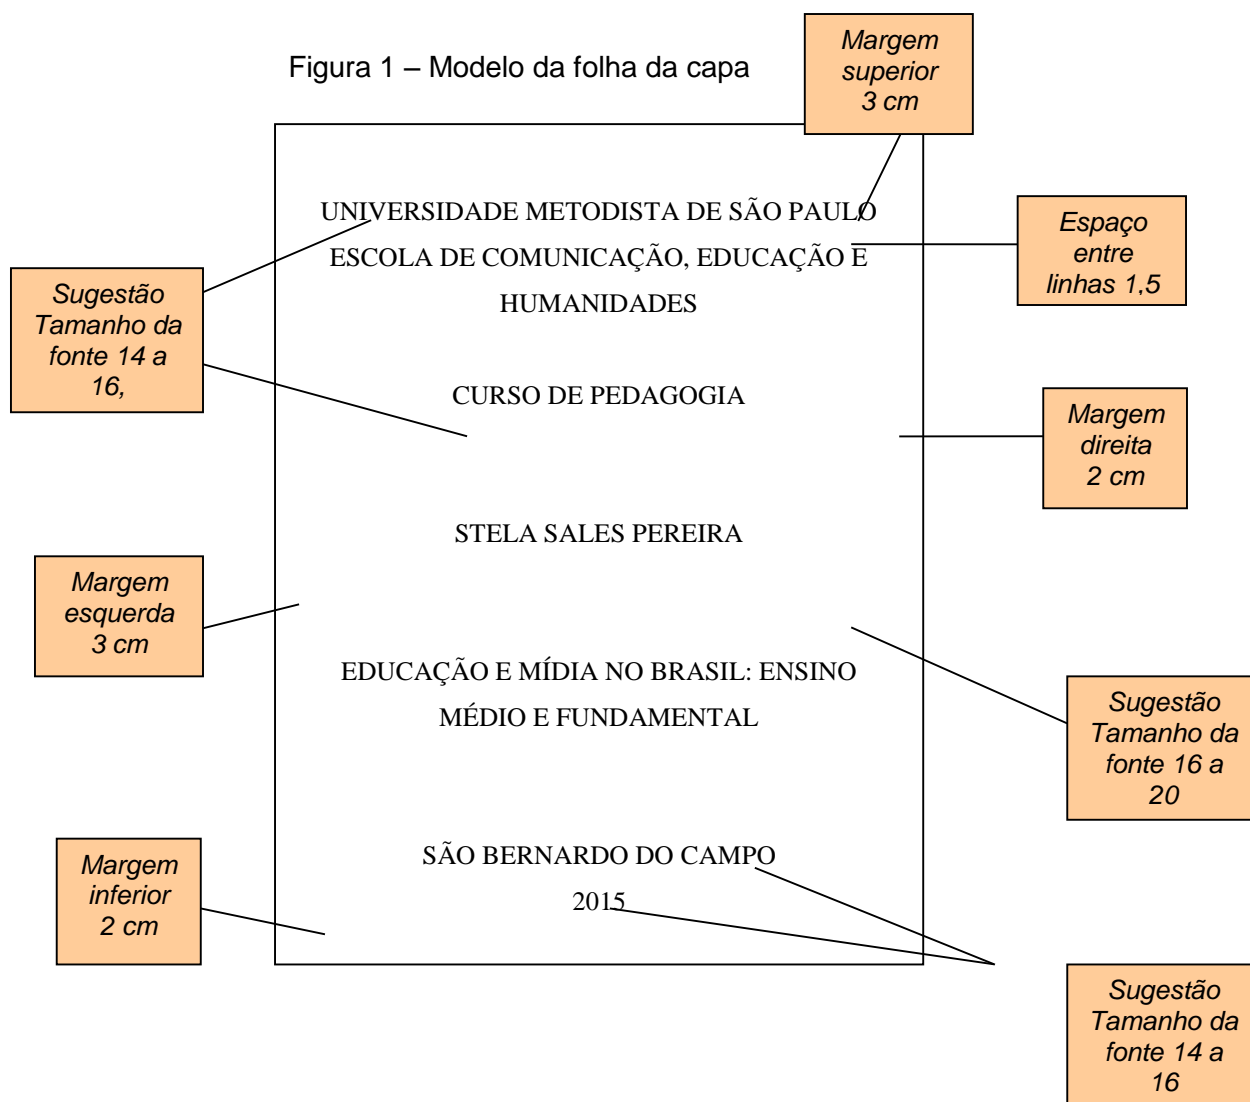 Figura 1 – Modelo da folha da capa
Margem
superior
3 cm
UNIVERSIDADE METODISTA DE SÃO PAULO
ESCOLA DE COMUNICAÇÃO, EDUCAÇÃO E
HUMANIDADES
Espaço
entre
linhas 1,5
Sugestão
Tamanho da
fonte 14 a
16,
CURSO DE PEDAGOGIA
Margem
direita
2 cm
STELA SALES PEREIRA
Margem
esquerda
3 cm
EDUCAÇÃO E MÍDIA NO BRASIL: ENSINO
MÉDIO E FUNDAMENTAL
Sugestão
Tamanho da
fonte 16 a
20
SÃO BERNARDO DO CAMPO
2015
Margem
inferior
2 cm
Sugestão
Tamanho da
fonte 14 a
16